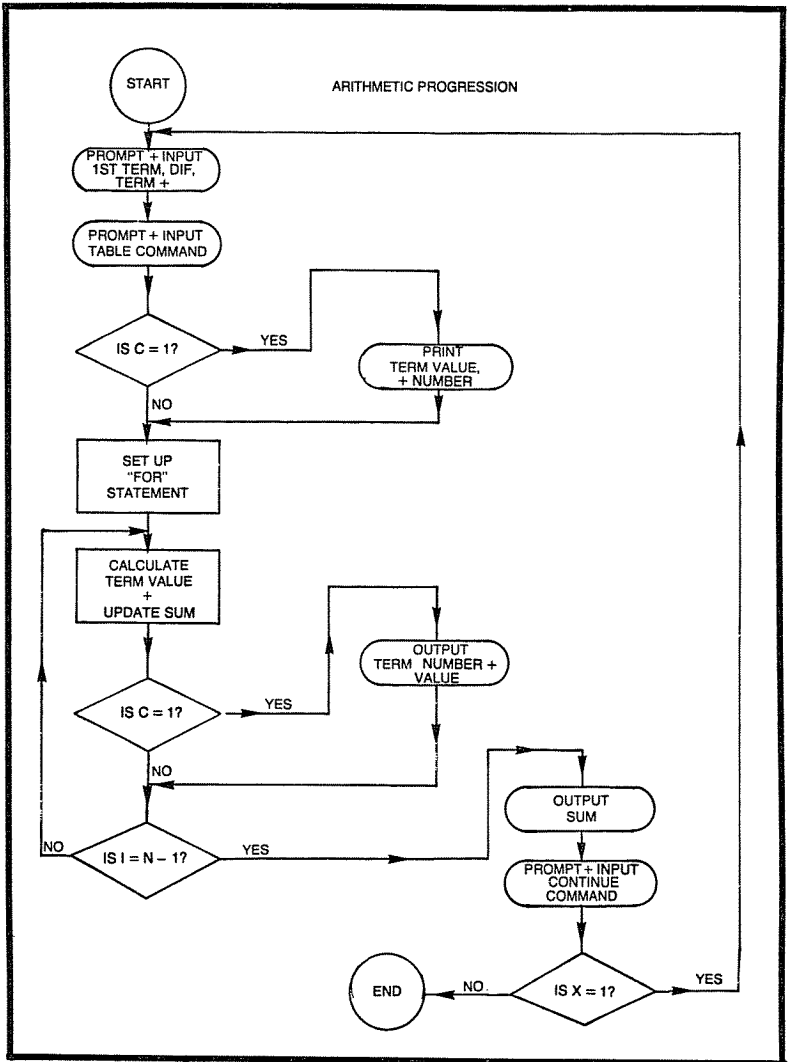 START
ARITHMETIC PROGRESSION
PROMPT + INPUT
1ST TERM, DIF,
TERM +
PROMPT + INPUT
TABLE COMMAND
IS C = 1?
YES
PRINT
TERM VALUE,
+ NUMBER
NO
SET UP
"FOR"
STATEMENT
CALCULATE
TERM VALUE
+
UPDATE SUM
OUTPUT
TERM NUMBER +
VALUE
IS C = 1?
YES
NO
OUTPUT
SUM
NO
IS I = N – 1?
YES
PROMPT + INPUT
CONTINUE
COMMAND
END
NO.
IS X = 1?
YES